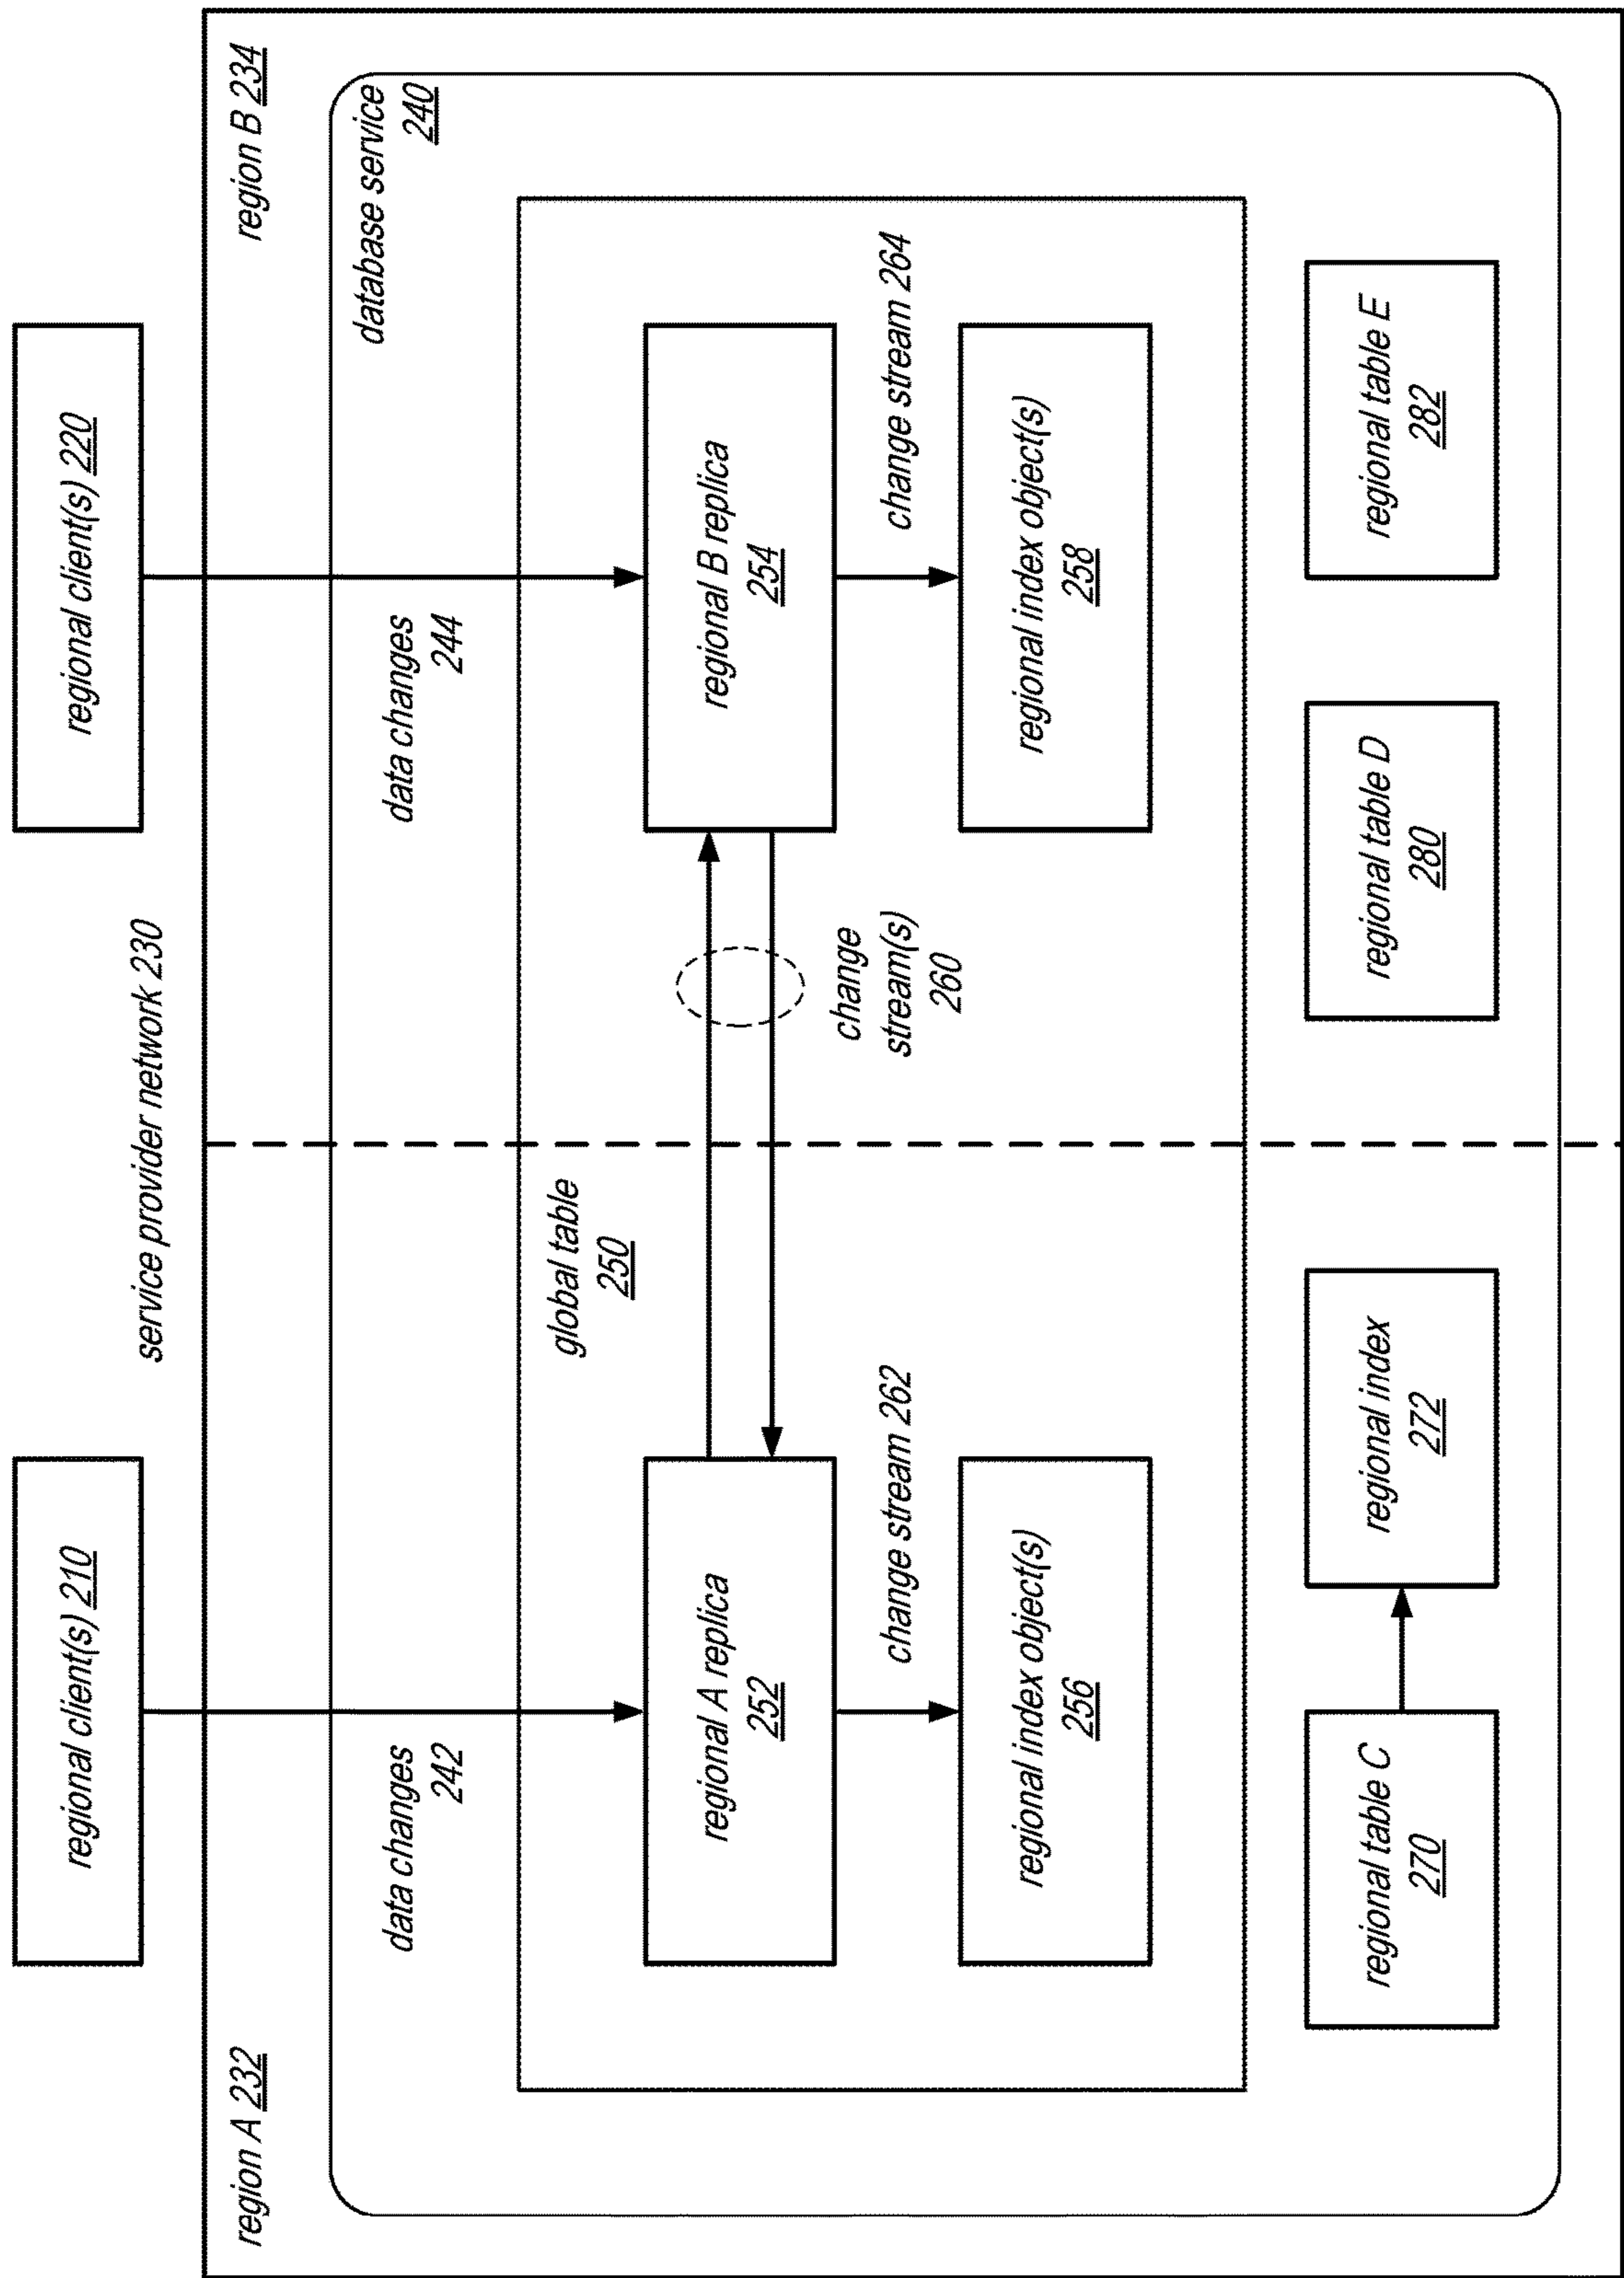 regional client(s) 210
regional client(s) 220
service provider network 230
region A 232
region B 234
database service
240
data changes
242
data changes
244
global table
250
regional A replica
252
regional B replica
254
change
stream(s)
260
change stream 262
change stream 264
regional index object(s)
256
regional index object(s)
258
regional table C
270
regional index
272
regional table D
280
regional table E
282